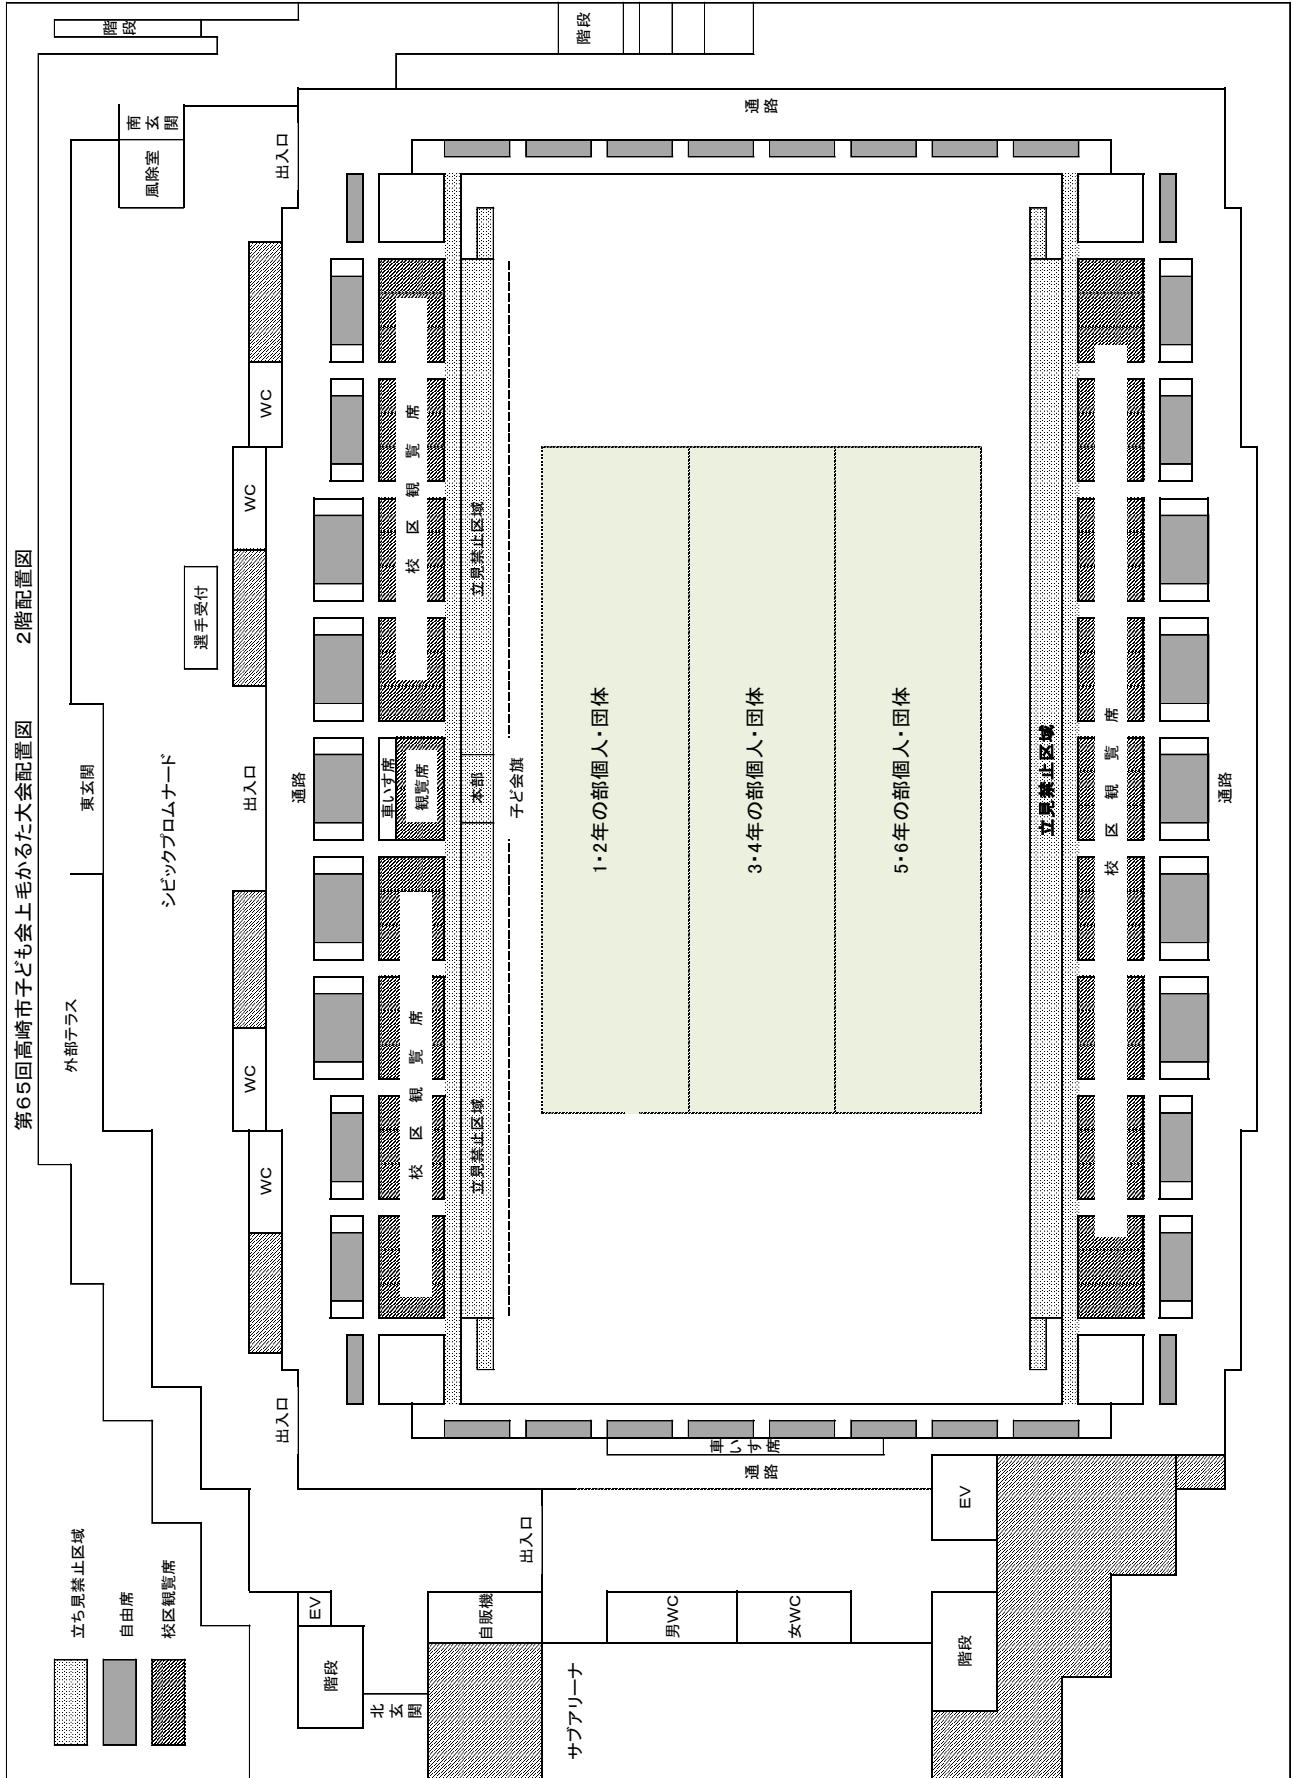 第65回高崎市子ども会上毛かるた大会配置図　　2階配置図
立ち見禁止区域
自由席
校区観覧席
外部テラス
東玄関
シビックプロムナード
選手受付
階段
南玄関
風除室
階段
出入口
WC
WC
出入口
WC
WC
出入口
通路
通路
車いす席
観覧席
校区観覧席
校区観覧席
立見禁止区域
本部
立見禁止区域
子ども会旗
1・2年の部個人・団体
3・4年の部個人・団体
5・6年の部個人・団体
立見禁止区域
校区観覧席
通路
車いす席
通路
EV
階段
北玄関
自販機
出入口
サブアリーナ
男WC
女WC
EV
階段